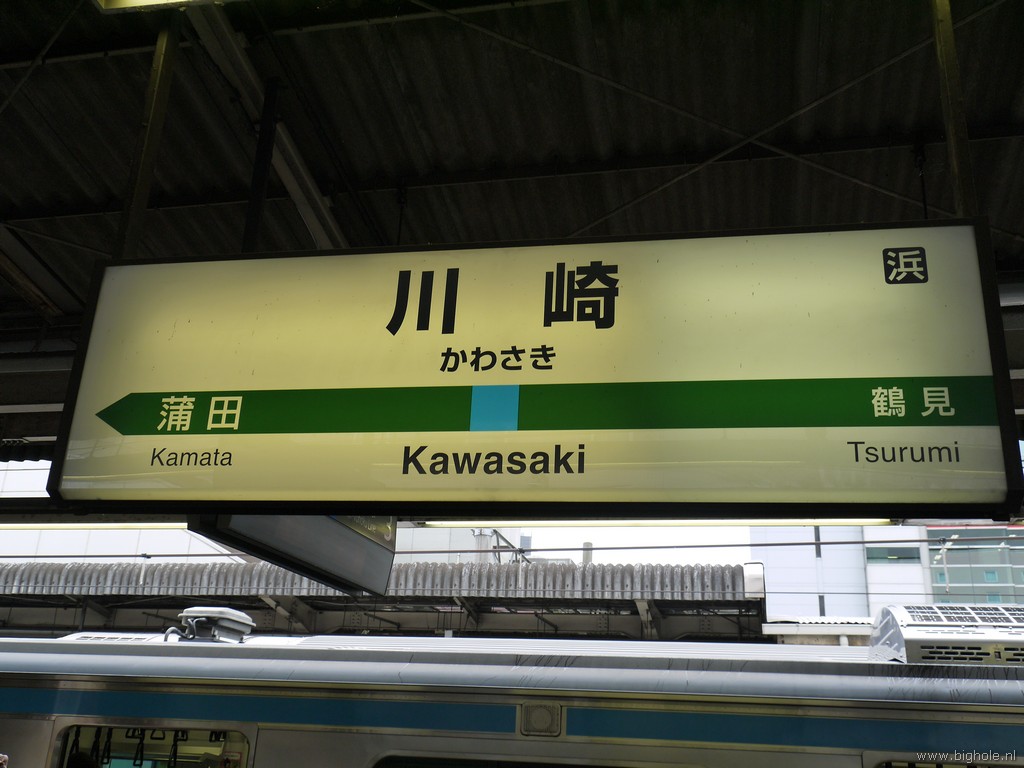 浜
川崎
かわさき
蒲田
鶴見
Kamata
Kawasaki
Tsurumi
www.bighole.nl